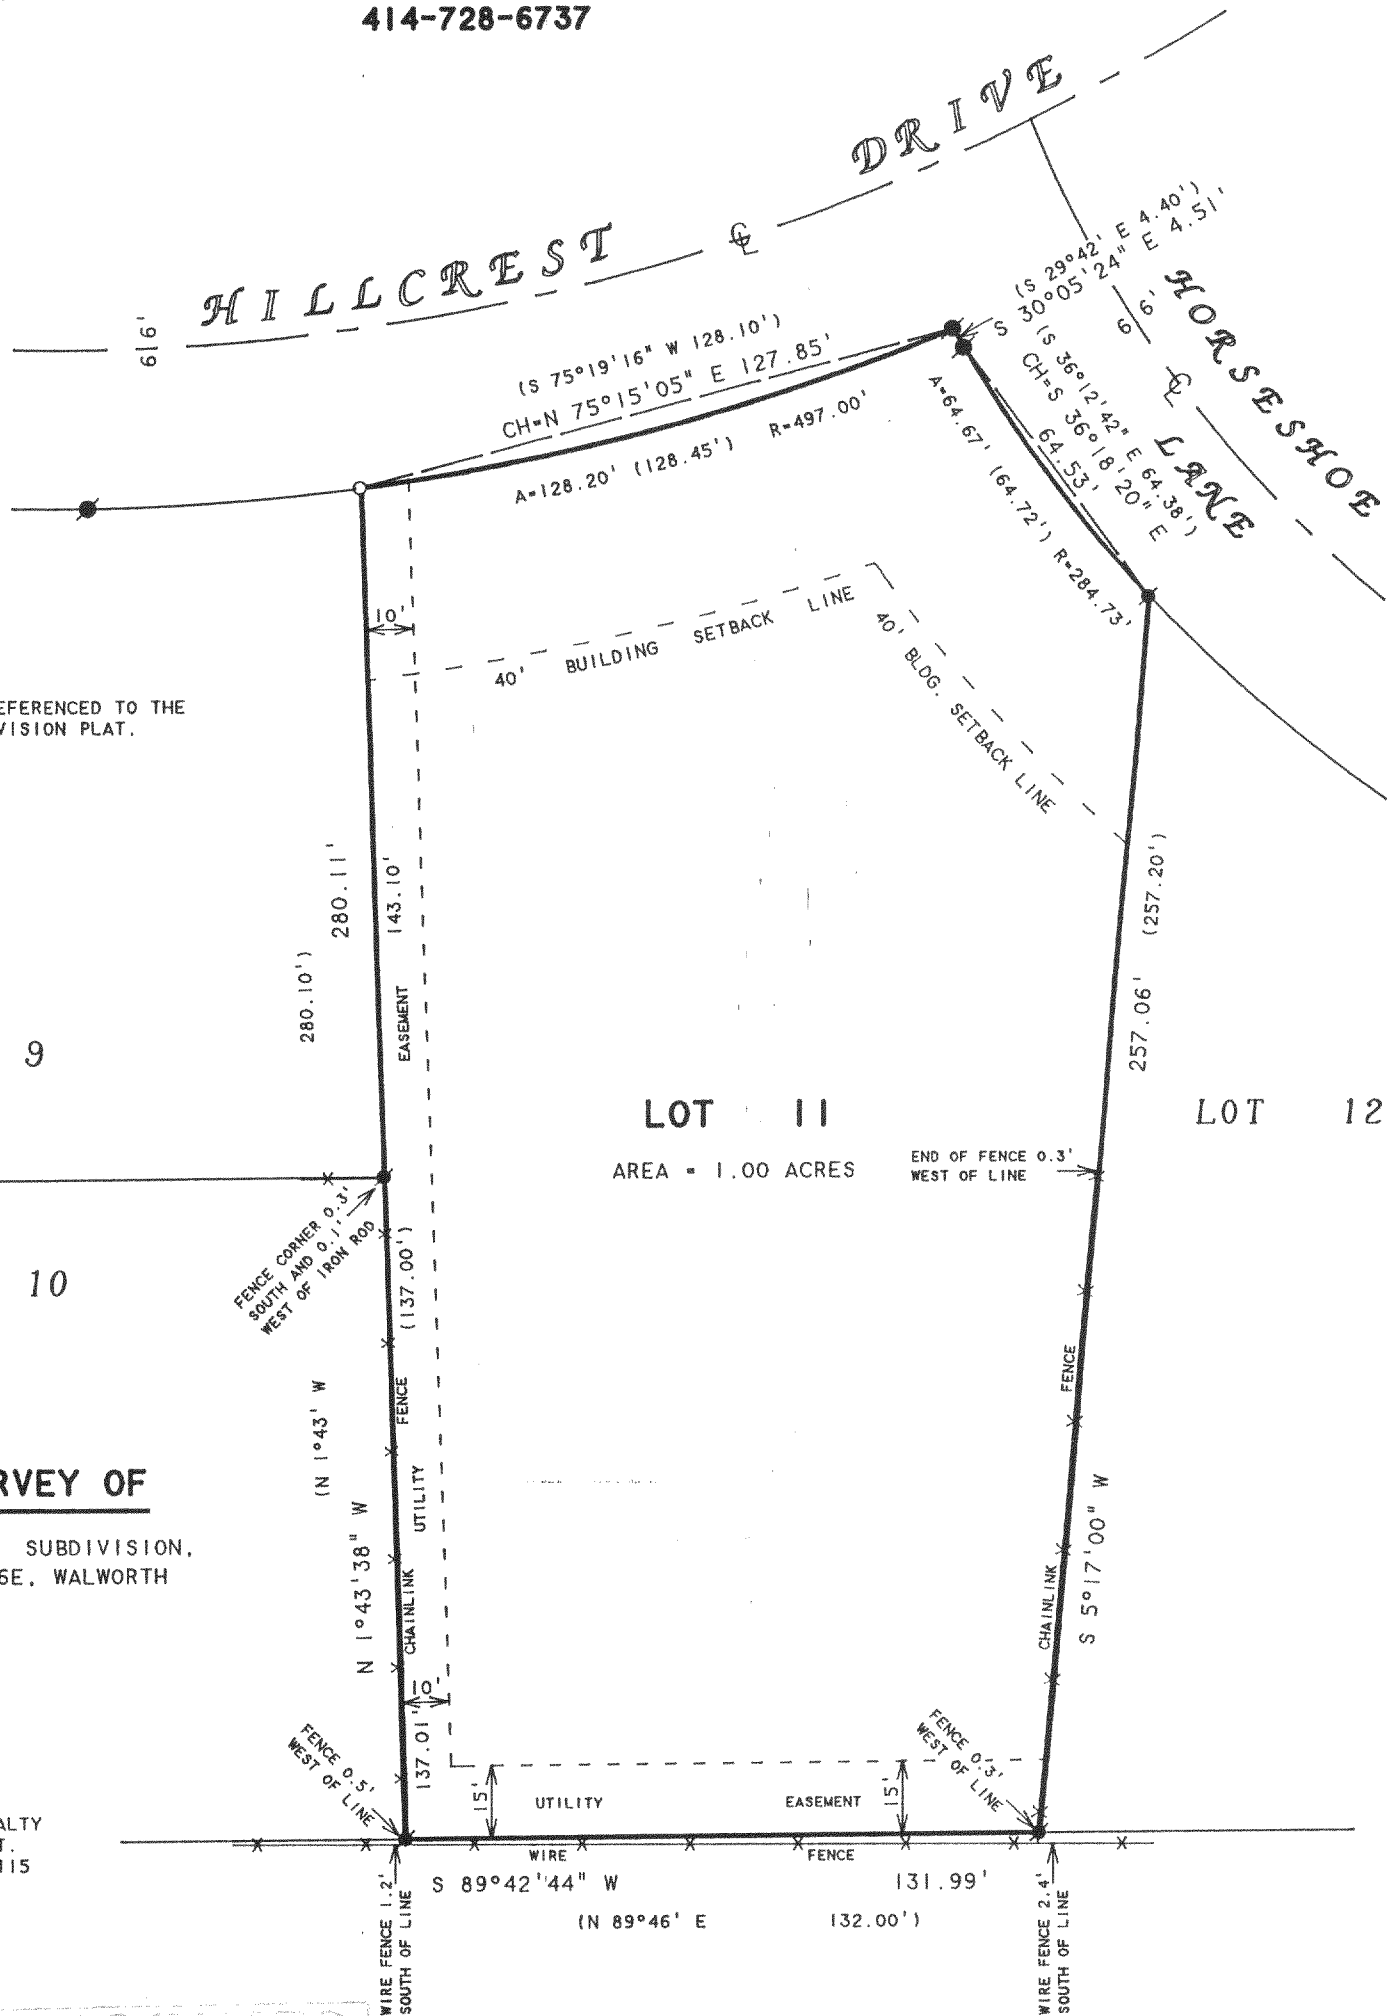 414-728-6737
HILLCREST DRIVE
℄
66'
(S 29°42' E 4.40')
S 30°05'24" E 4.51'
HORSESHOE
LANE
66'
℄
(S 75°19'16" W 128.10')
CH=N 75°15'05" E 127.85'
A=128.20' (128.45') R=497.00'
(S 36°12'42" E 64.38')
CH=S 36°18'20" E
64.53'
A=64.67' (64.72') R=284.73'
10'
40' BUILDING SETBACK LINE
40' BLDG. SETBACK LINE
EFERENCED TO THE
VISION PLAT.
280.11'
143.10'
280.10')
EASEMENT
(257.20')
257.06'
9
LOT 11
AREA = 1.00 ACRES
LOT 12
END OF FENCE 0.3'
WEST OF LINE
FENCE CORNER 0.3'
SOUTH AND 0.1'
WEST OF IRON ROD
10
(137.00')
(N 1°43' W
N 1°43'38" W
FENCE
UTILITY
CHAINLINK
FENCE
CHAINLINK
S 5°17'00" W
RVEY OF
SUBDIVISION,
6E, WALWORTH
10'
137.01'
FENCE 0.5'
WEST OF LINE
FENCE 0.3'
WEST OF LINE
15'
UTILITY EASEMENT
15'
ALTY
T.
115
WIRE FENCE
S 89°42'44" W 131.99'
(N 89°46' E 132.00')
WIRE FENCE 1.2'
SOUTH OF LINE
WIRE FENCE 2.4'
SOUTH OF LINE